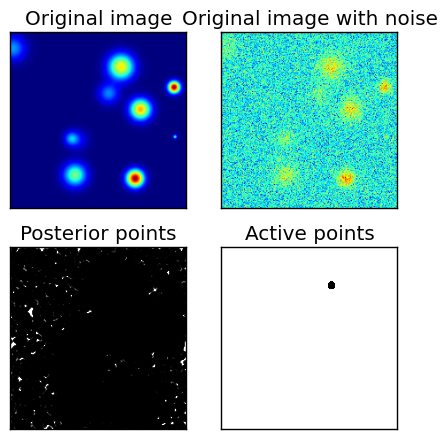 Original image
Original image with noise
Posterior points
Active points